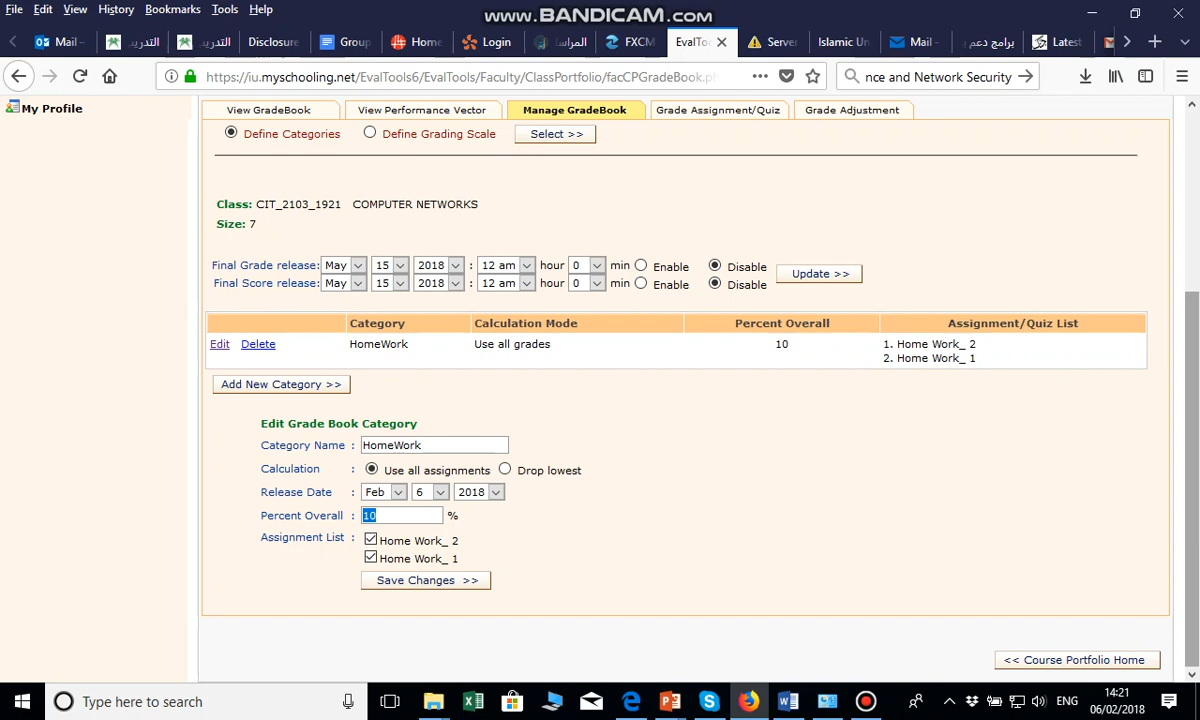 File Edit View History Bookmarks Tools Help
www.BANDICAM.com
Mail - التدريـ التدريـ Disclosure Group Home Login المراسا FXCM EvalToo Server Islamic Un Mail - برامج دعم Latest
https://iu.myschooling.net/EvalTools6/EvalTools/Faculty/ClassPortfolio/facCPGradeBook.ph
nce and Network Security
My Profile
View GradeBook View Performance Vector Manage GradeBook Grade Assignment/Quiz Grade Adjustment
Define Categories Define Grading Scale Select >>
Class: CIT_2103_1921 COMPUTER NETWORKS
Size: 7
Final Grade release: May 15 2018 : 12 am hour 0 min Enable Disable
Final Score release: May 15 2018 : 12 am hour 0 min Enable Disable
Update >>
Category Calculation Mode Percent Overall Assignment/Quiz List
Edit Delete HomeWork Use all grades 10 1. Home Work_ 2
2. Home Work_ 1
Add New Category >>
Edit Grade Book Category
Category Name : HomeWork
Calculation : Use all assignments Drop lowest
Release Date : Feb 6 2018
Percent Overall : 10 %
Assignment List : Home Work_ 2
Home Work_ 1
Save Changes >>
<< Course Portfolio Home
Type here to search
ENG
14:21
06/02/2018